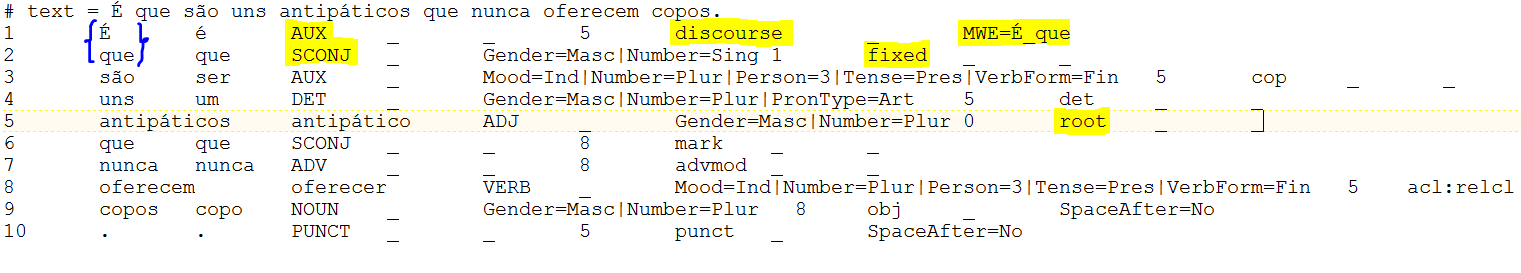 # text = É que são uns antipáticos que nunca oferecem copos.
1 É é AUX _ _ 5 discourse _ MWE=É_que
2 que que SCONJ _ Gender=Masc|Number=Sing 1 fixed _ _
3 são ser AUX _ Mood=Ind|Number=Plur|Person=3|Tense=Pres|VerbForm=Fin 5 cop _ _
4 uns um DET _ Gender=Masc|Number=Plur|PronType=Art 5 det _ _
5 antipáticos antipático ADJ _ Gender=Masc|Number=Plur 0 root _ _
6 que que SCONJ _ _ 8 mark _ _
7 nunca nunca ADV _ _ 8 advmod _ _
8 oferecem oferecer VERB _ Mood=Ind|Number=Plur|Person=3|Tense=Pres|VerbForm=Fin 5 acl:relcl
9 copos copo NOUN _ Gender=Masc|Number=Plur 8 obj _ SpaceAfter=No
10 . . PUNCT _ _ 5 punct _ SpaceAfter=No